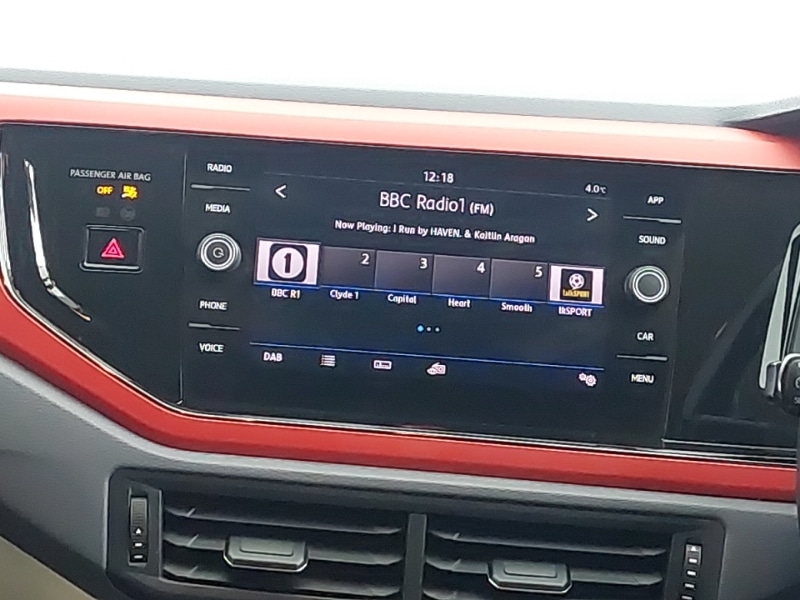 PASSENGER AIR BAG
OFF
RADIO
MEDIA
PHONE
VOICE
12:18
4.0°C
<
BBC Radio1 (FM)
>
Now Playing: I Run by HAVEN. & Kaitlin Aragon
1 2 3 4 5
talkSPORT
BBC R1 Clyde 1 Capital Heart Smooth tkSPORT
DAB
APP
SOUND
CAR
MENU